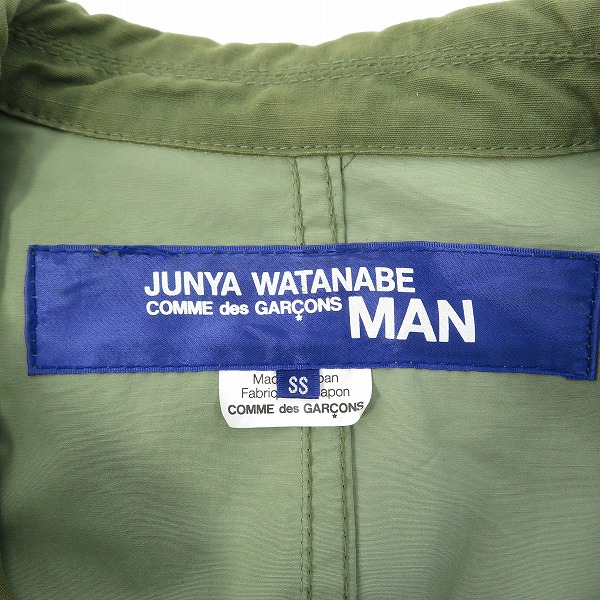 JUNYA WATANABE
COMME des GARÇONS MAN
SS
COMME des GARÇONS